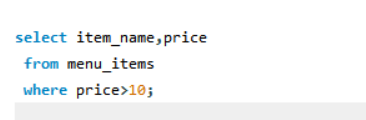 select item_name,price
from menu_items
where price>10;